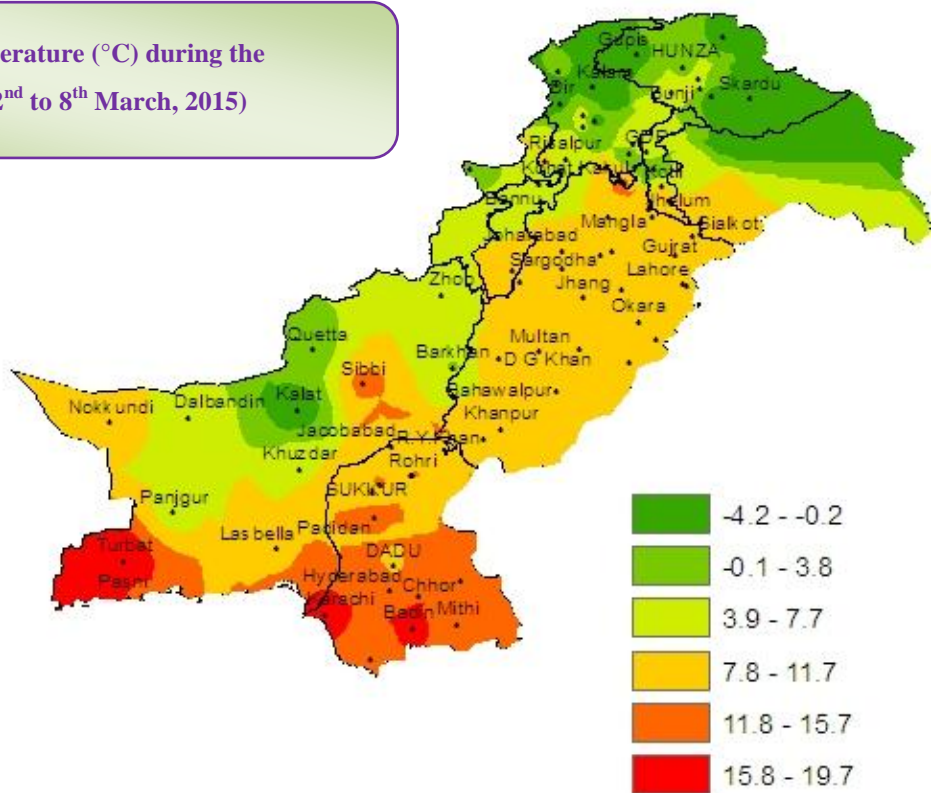 erature (°C) during the
2nd to 8th March, 2015)
Gupis
HUNZA
Kalam
Skardu
Dir
Bunji
Risalpur
Kohat
Bannu
Jhelum
Mangla
Sialkot
Joharabad
Gujrat
Sargodha
Lahore
Zhob
Jhang
Okara
Quetta
Multan
Barkhan
D G Khan
Sibbi
Bahawalpur
Dalbandin
Kalat
Nokkundi
Khanpur
Jacobabad
R.Y.Khan
Khuzdar
Rohri
SUKKUR
Panjgur
Las bella
Padidan
Turbat
DADU
Pasni
Hyderabad
Chhor
Karachi
Badin
Mithi
-4.2 - -0.2
-0.1 - 3.8
3.9 - 7.7
7.8 - 11.7
11.8 - 15.7
15.8 - 19.7